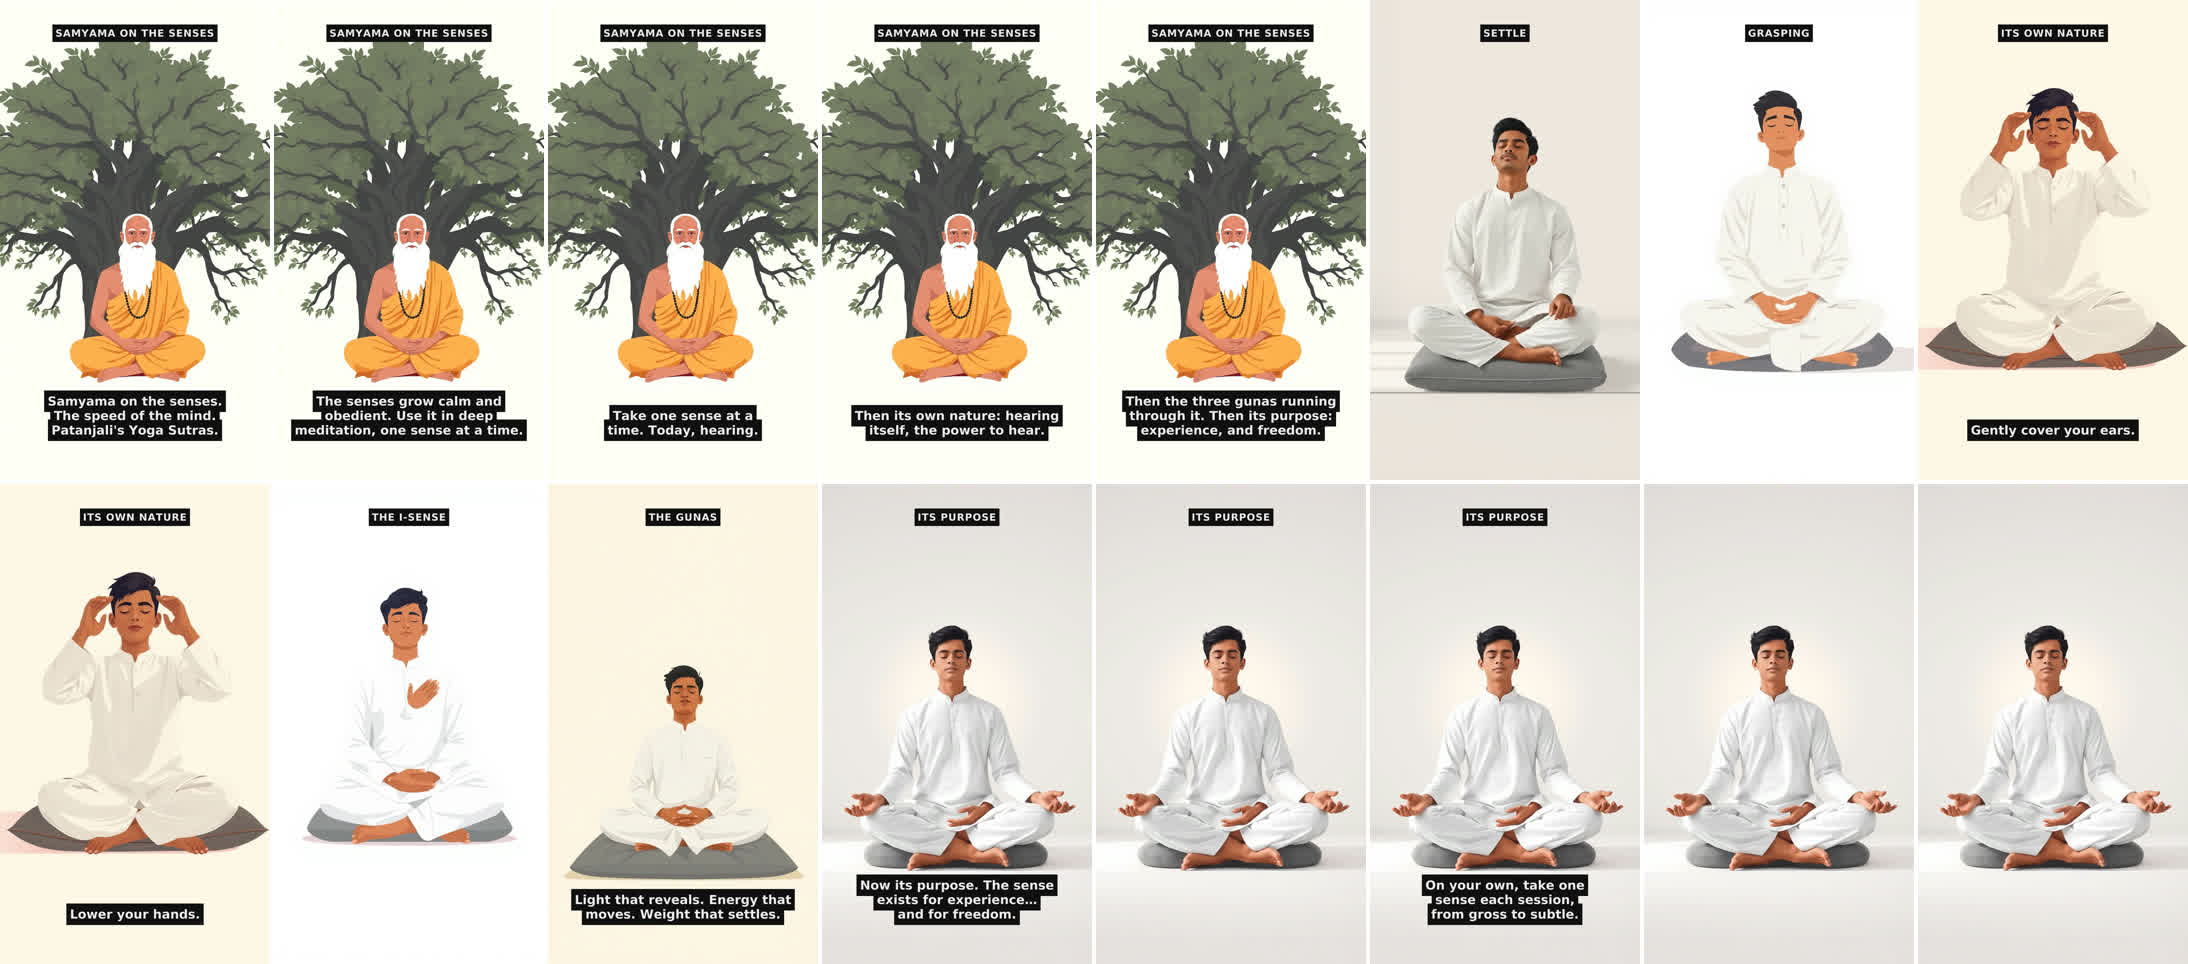 SAMYAMA ON THE SENSES
Samyama on the senses.
The speed of the mind.
Patanjali's Yoga Sutras.
SAMYAMA ON THE SENSES
The senses grow calm and
obedient. Use it in deep
meditation, one sense at a time.
SAMYAMA ON THE SENSES
Take one sense at a
time. Today, hearing.
SAMYAMA ON THE SENSES
Then its own nature: hearing
itself, the power to hear.
SAMYAMA ON THE SENSES
Then the three gunas running
through it. Then its purpose:
experience, and freedom.
SETTLE
GRASPING
ITS OWN NATURE
Gently cover your ears.
ITS OWN NATURE
Lower your hands.
THE I-SENSE
THE GUNAS
Light that reveals. Energy that
moves. Weight that settles.
ITS PURPOSE
Now its purpose. The sense
exists for experience...
and for freedom.
ITS PURPOSE
ITS PURPOSE
On your own, take one
sense each session,
from gross to subtle.